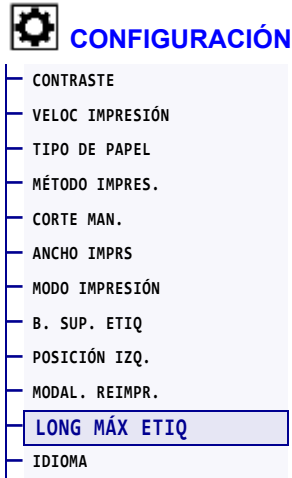 CONFIGURACIÓN
CONTRASTE
VELOC IMPRESIÓN
TIPO DE PAPEL
MÉTODO IMPRES.
CORTE MAN.
ANCHO IMPRS
MODO IMPRESIÓN
B. SUP. ETIQ
POSICIÓN IZQ.
MODAL. REIMPR.
LONG MÁX ETIQ
IDIOMA